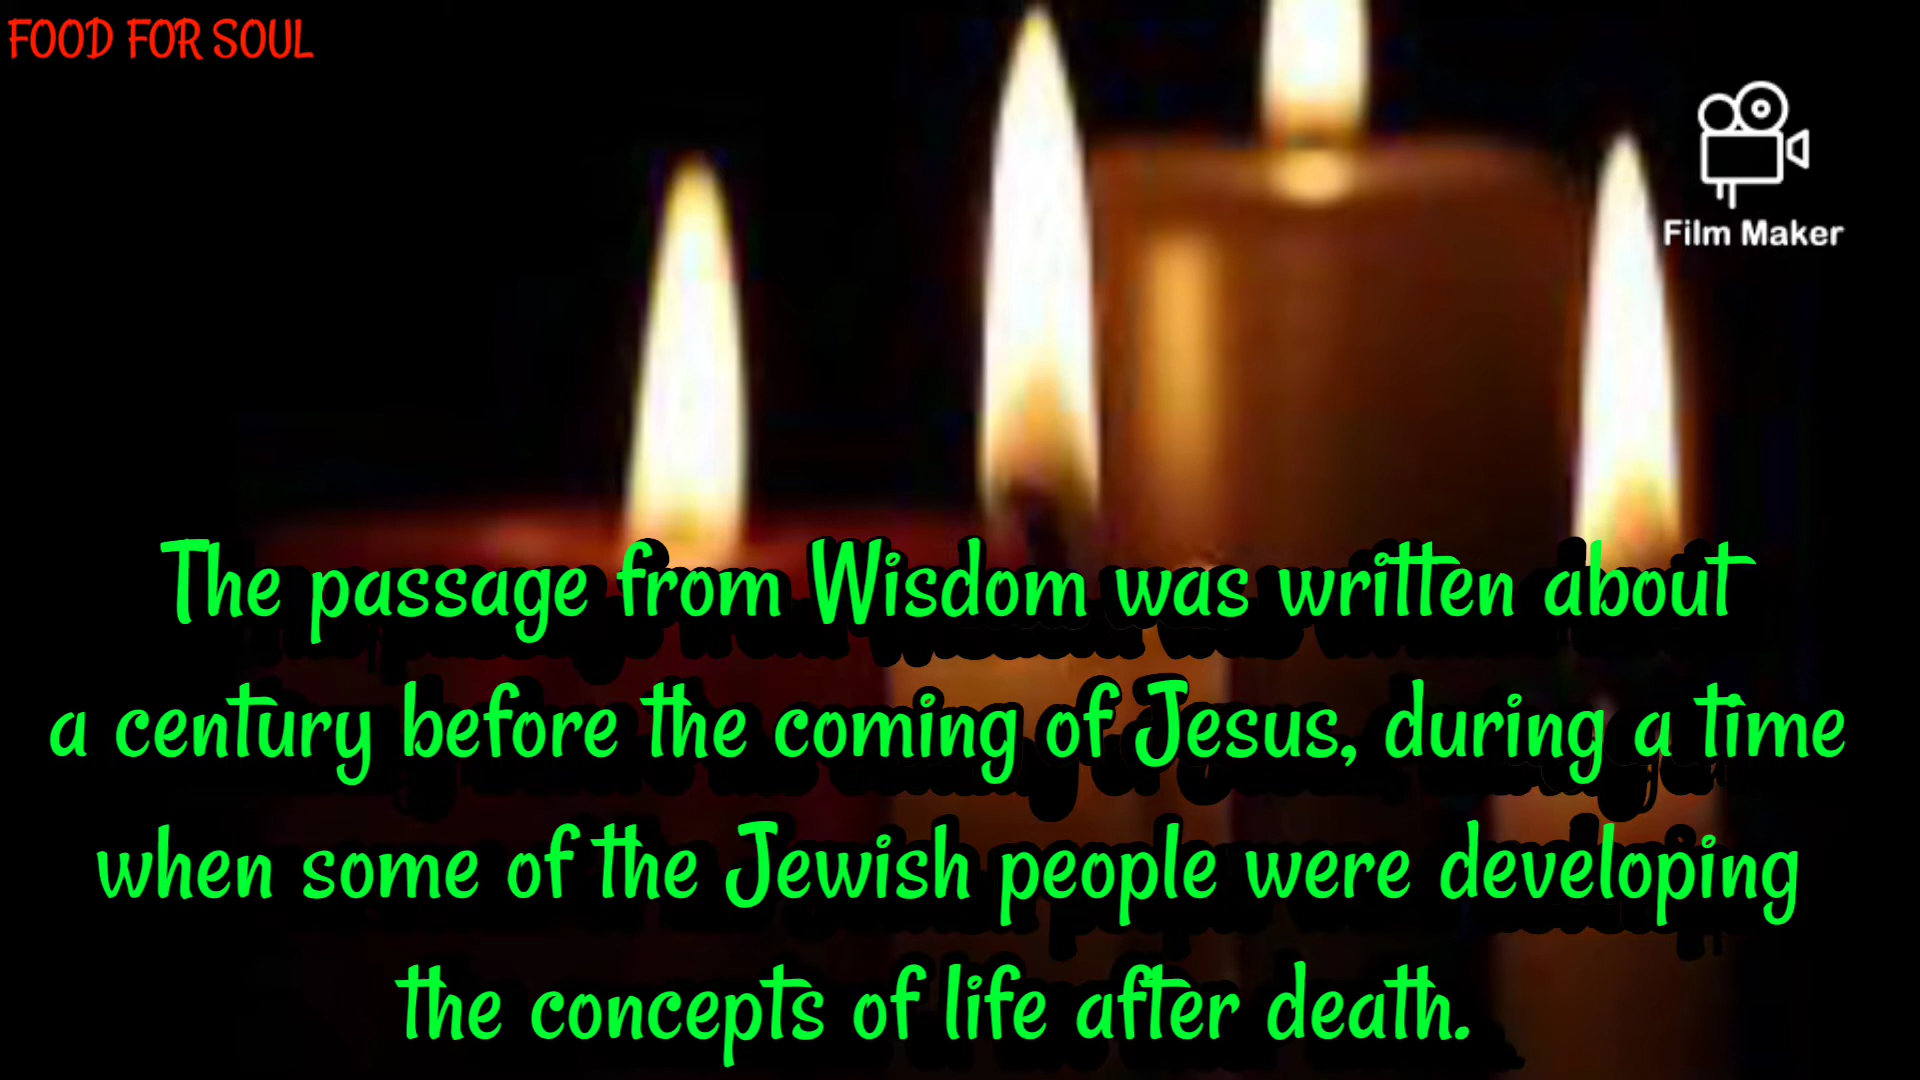 FOOD FOR SOUL
Film Maker
The passage from Wisdom was written about
a century before the coming of Jesus, during a time
when some of the Jewish people were developing
the concepts of life after death.